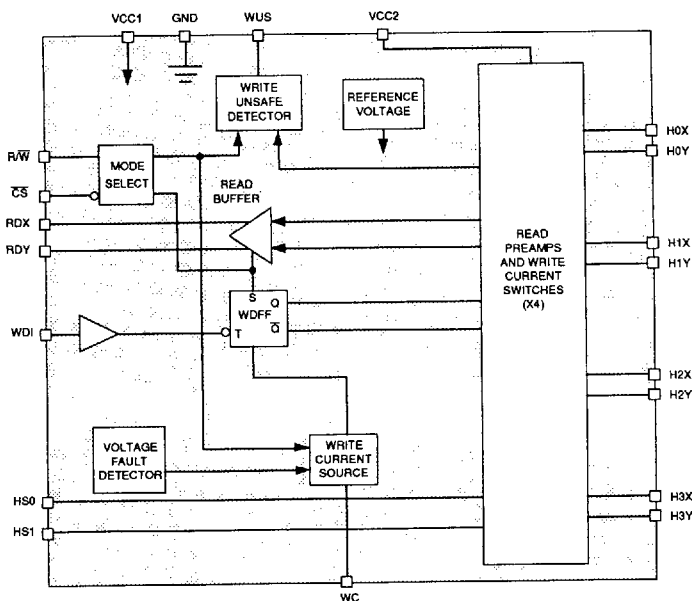 VCC1 GND WUS VCC2
WRITE
UNSAFE
DETECTOR
REFERENCE
VOLTAGE
H0X
H0Y
R/W̅
MODE
SELECT
C̅S̅
READ
BUFFER
RDX
RDY
READ
PREAMPS
AND WRITE
CURRENT
SWITCHES
(X4)
H1X
H1Y
S
Q
WDFF
Q̅
T
WDI
H2X
H2Y
VOLTAGE
FAULT
DETECTOR
WRITE
CURRENT
SOURCE
HS0
HS1
H3X
H3Y
WC